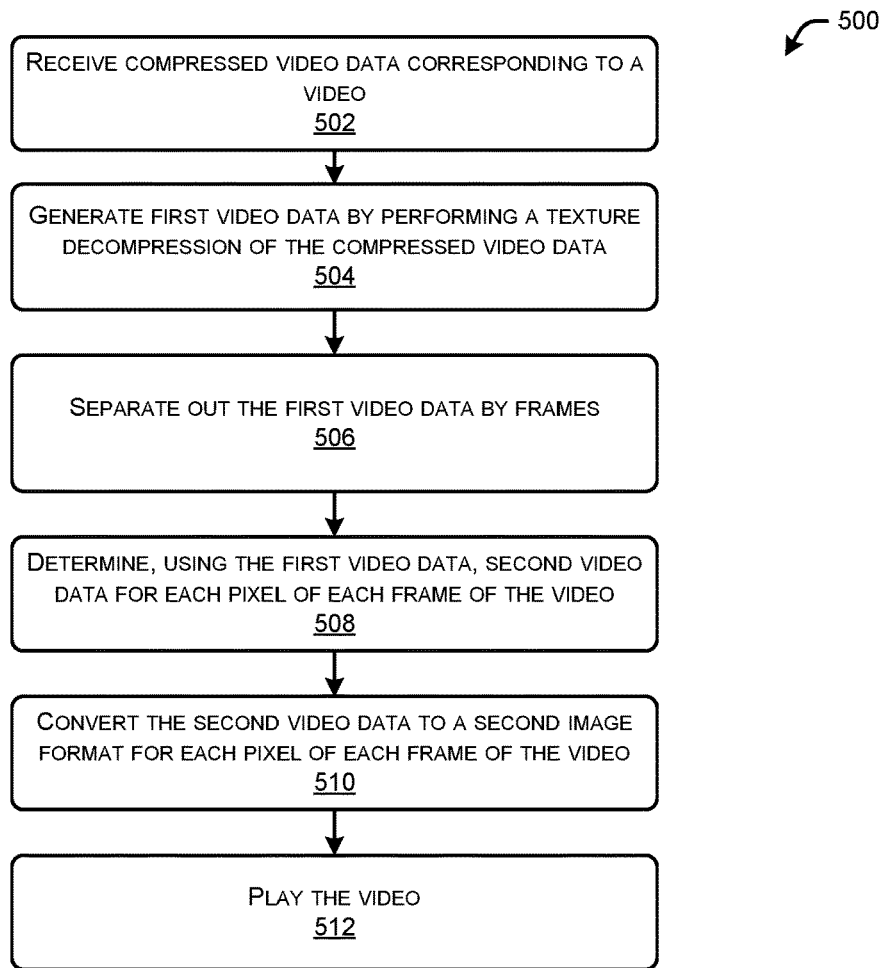 500
RECEIVE COMPRESSED VIDEO DATA CORRESPONDING TO A
VIDEO
502
GENERATE FIRST VIDEO DATA BY PERFORMING A TEXTURE
DECOMPRESSION OF THE COMPRESSED VIDEO DATA
504
SEPARATE OUT THE FIRST VIDEO DATA BY FRAMES
506
DETERMINE, USING THE FIRST VIDEO DATA, SECOND VIDEO
DATA FOR EACH PIXEL OF EACH FRAME OF THE VIDEO
508
CONVERT THE SECOND VIDEO DATA TO A SECOND IMAGE
FORMAT FOR EACH PIXEL OF EACH FRAME OF THE VIDEO
510
PLAY THE VIDEO
512